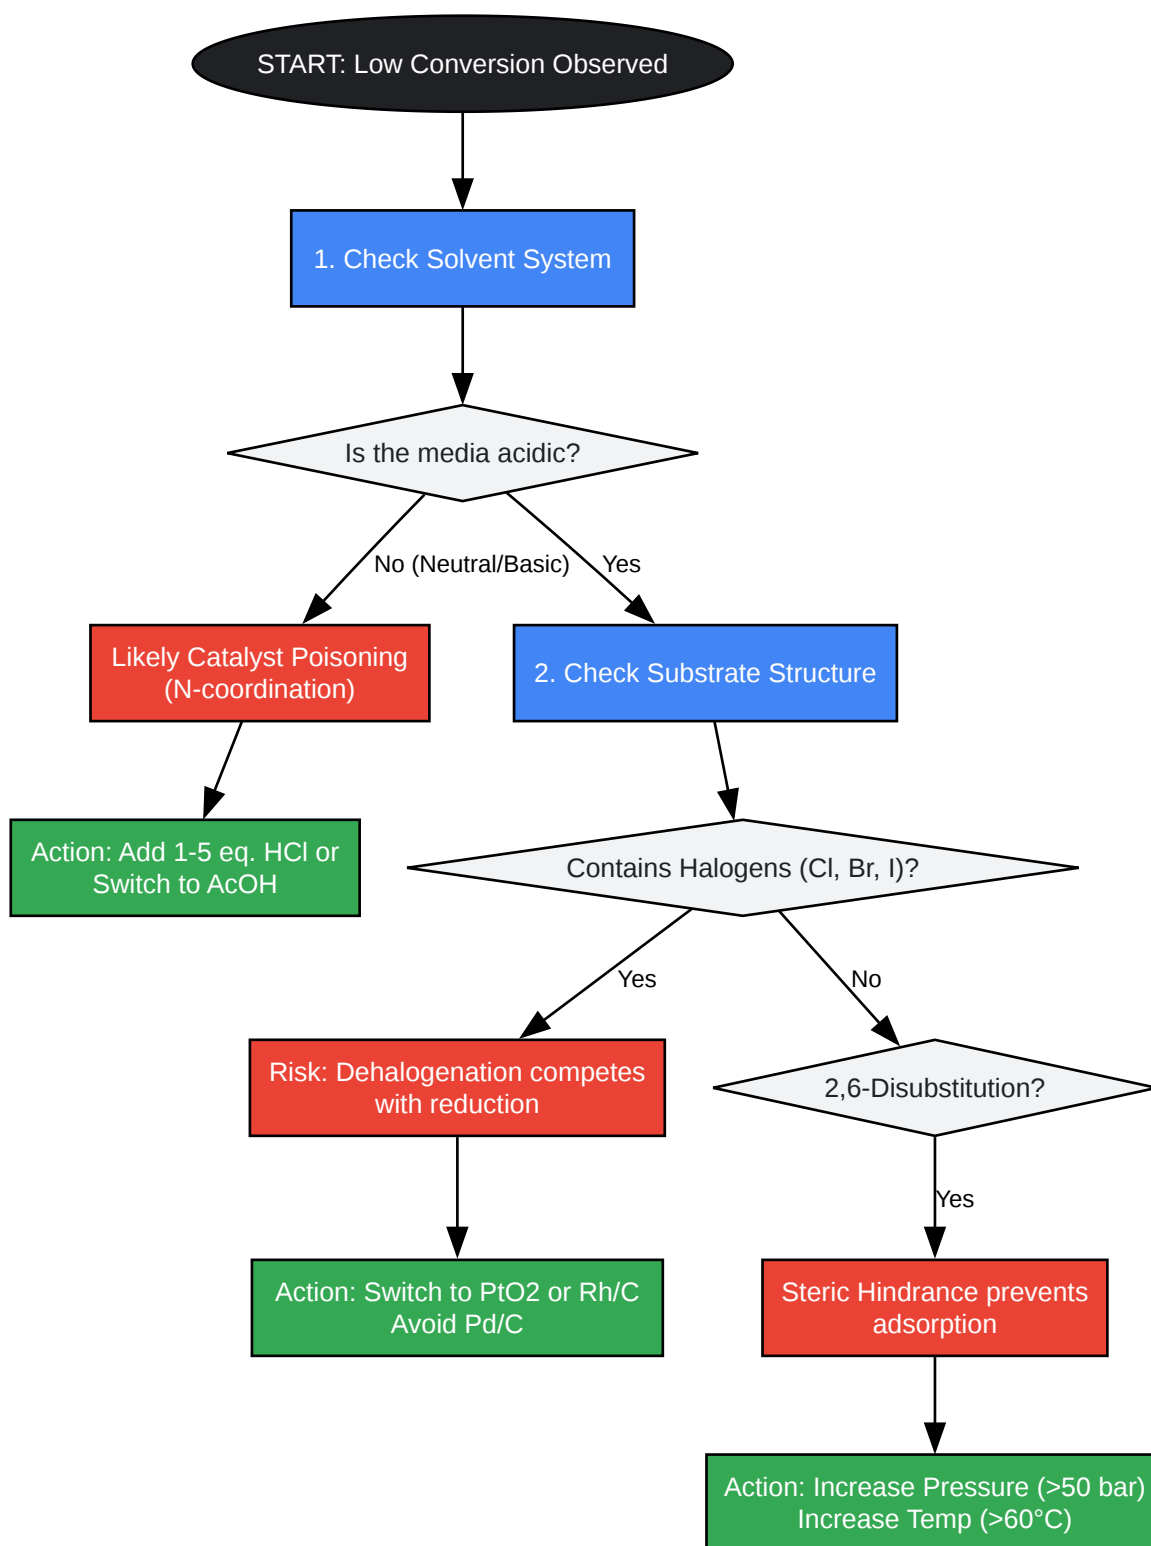 START: Low Conversion Observed
1. Check Solvent System
Is the media acidic?
No (Neutral/Basic)
Yes
Likely Catalyst Poisoning
(N-coordination)
2. Check Substrate Structure
Action: Add 1-5 eq. HCl or
Switch to AcOH
Contains Halogens (Cl, Br, I)?
Yes
No
Risk: Dehalogenation competes
with reduction
2,6-Disubstitution?
Yes
Action: Switch to PtO2 or Rh/C
Avoid Pd/C
Steric Hindrance prevents
adsorption
Action: Increase Pressure (>50 bar)
Increase Temp (>60°C)